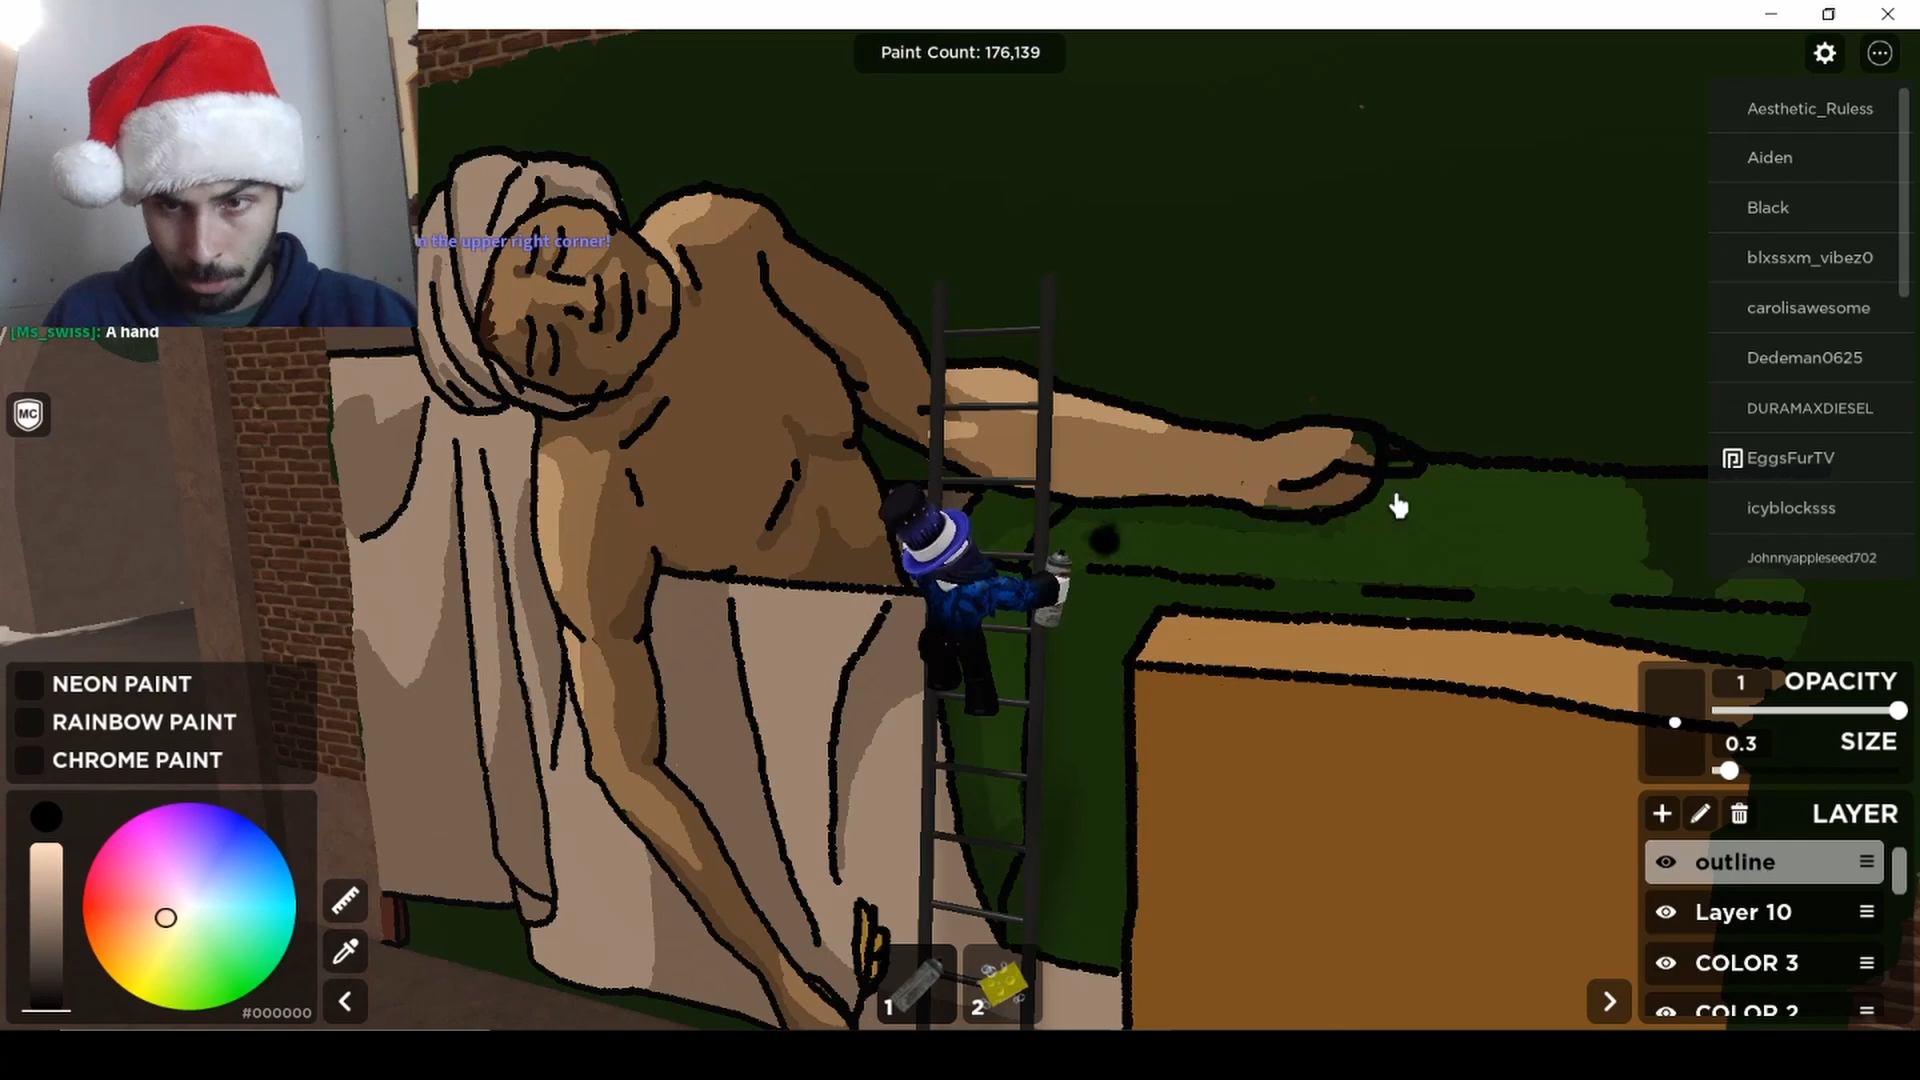 Paint Count: 176,139
Aesthetic_Ruless
Aiden
Black
n the upper right corner!
blxssxm_vibez0
carolisawesome
[Ms_swiss]: A hand
Dedeman0625
MC
DURAMAXDIESEL
EggsFurTV
icyblocksss
Johnnyappleseed702
NEON PAINT
RAINBOW PAINT
CHROME PAINT
1 OPACITY
0.3 SIZE
LAYER
outline
Layer 10
COLOR 3
COLOR 2
#000000
1
2